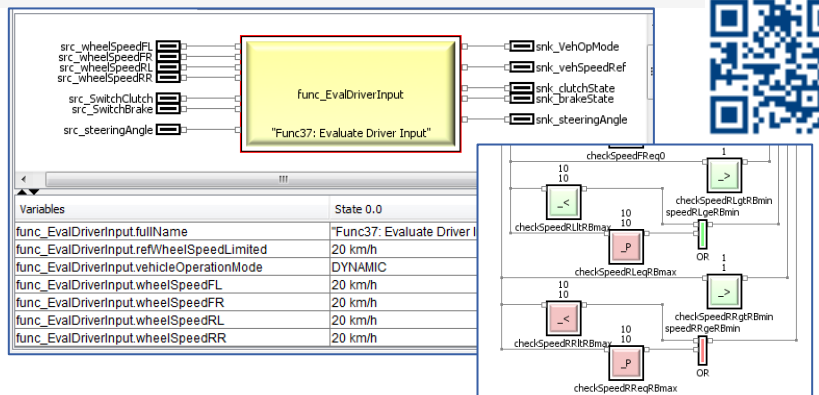 src_wheelSpeedFL
src_wheelSpeedFR
src_wheelSpeedRL
src_wheelSpeedRR
src_SwitchClutch
src_SwitchBrake
src_steeringAngle
func_EvalDriverInput
"Func37: Evaluate Driver Input"
snk_VehOpMode
snk_vehSpeedRef
snk_clutchState
snk_brakeState
snk_steeringAngle
Variables State 0.0
func_EvalDriverInput.fullName "Func37: Evaluate Driver I
func_EvalDriverInput.refWheelSpeedLimited 20 km/h
func_EvalDriverInput.vehicleOperationMode DYNAMIC
func_EvalDriverInput.wheelSpeedFL 20 km/h
func_EvalDriverInput.wheelSpeedFR 20 km/h
func_EvalDriverInput.wheelSpeedRL 20 km/h
func_EvalDriverInput.wheelSpeedRR 20 km/h
checkSpeedFReq0
1
_>
checkSpeedRLgtRBmin
10
10
_<
checkSpeedRLltRBmax
speedRLgeRBmin
OR
10
10
_P
checkSpeedRLeqRBmax
1
1
_>
checkSpeedRRgtRBmin
10
10
_<
checkSpeedRRltRBmax
speedRRgeRBmin
OR
10
10
_P
checkSpeedRReqRBmax